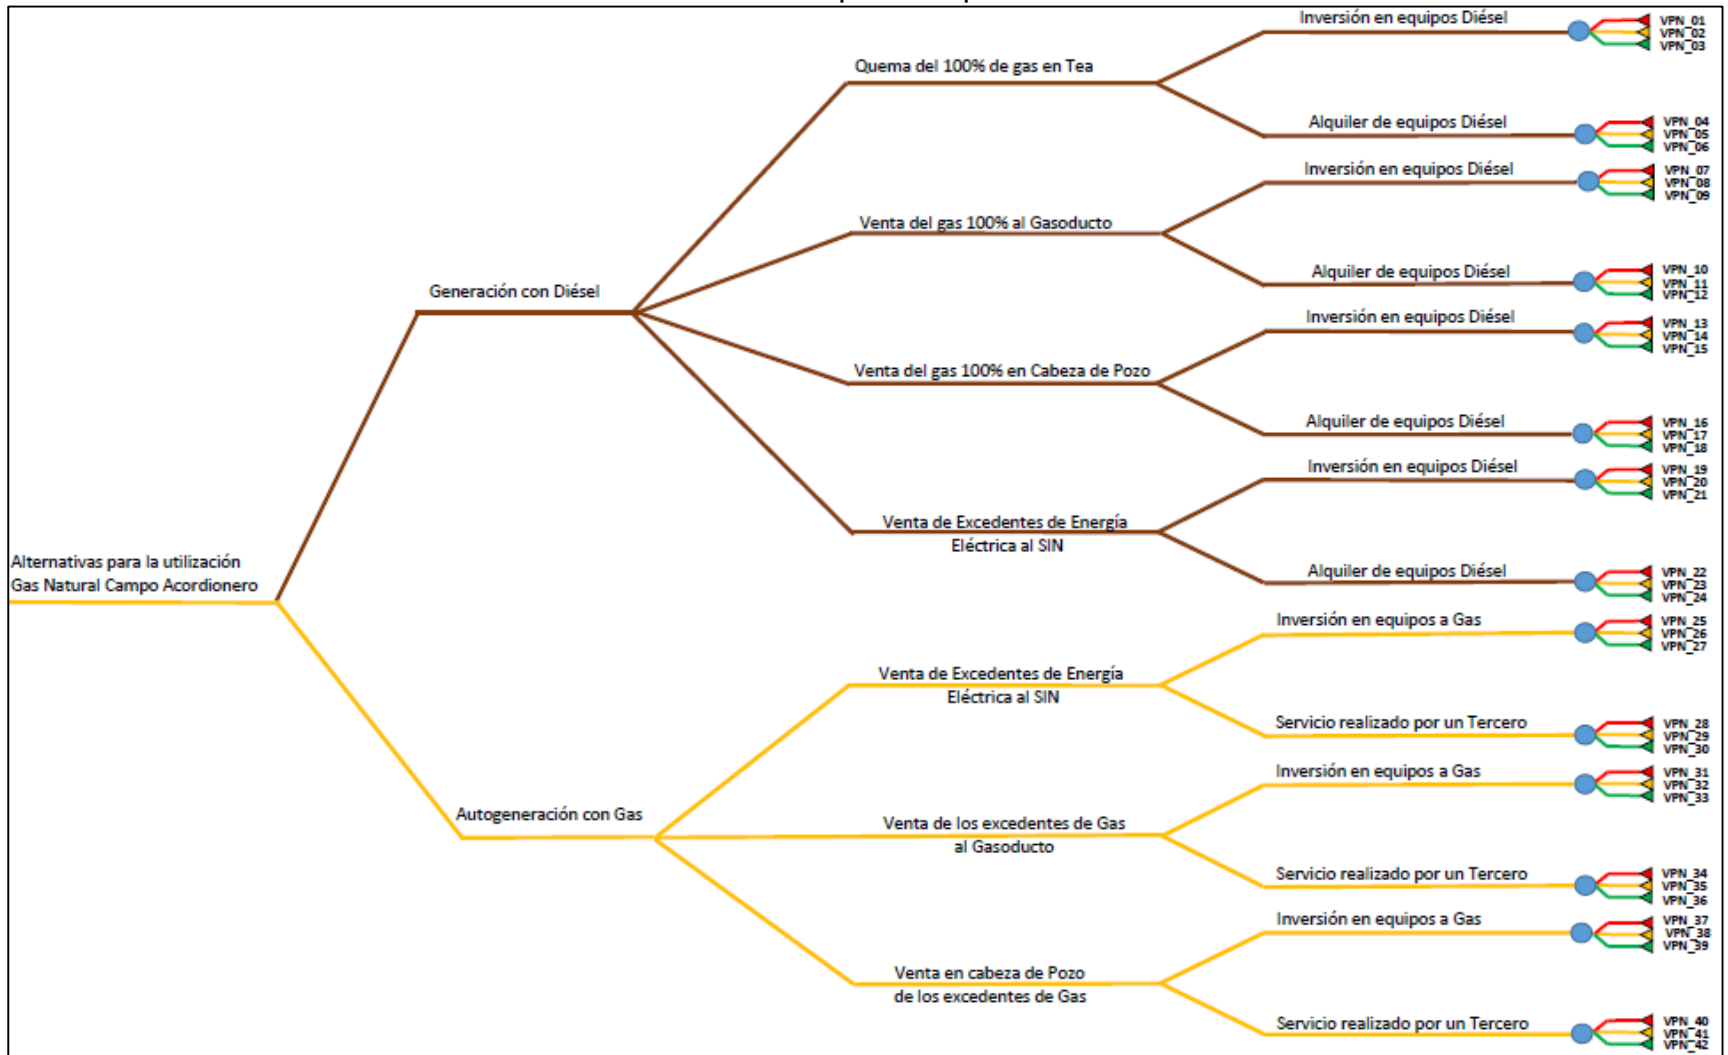 Inversión en equipos Diésel
VPN_01
VPN_02
VPN_03
Quema del 100% de gas en Tea
Alquiler de equipos Diésel
VPN_04
VPN_05
VPN_06
Inversión en equipos Diésel
VPN_07
VPN_08
VPN_09
Venta del gas 100% al Gasoducto
Alquiler de equipos Diésel
VPN_10
VPN_11
VPN_12
Generación con Diésel
Inversión en equipos Diésel
VPN_13
VPN_14
VPN_15
Venta del gas 100% en Cabeza de Pozo
Alquiler de equipos Diésel
VPN_16
VPN_17
VPN_18
Inversión en equipos Diésel
VPN_19
VPN_20
VPN_21
Venta de Excedentes de Energía
Eléctrica al SIN
Alquiler de equipos Diésel
VPN_22
VPN_23
VPN_24
Alternativas para la utilización
Gas Natural Campo Acordionero
Inversión en equipos a Gas
VPN_25
VPN_26
VPN_27
Venta de Excedentes de Energía
Eléctrica al SIN
Servicio realizado por un Tercero
VPN_28
VPN_29
VPN_30
Inversión en equipos a Gas
VPN_31
VPN_32
VPN_33
Autogeneración con Gas
Venta de los excedentes de Gas
al Gasoducto
Servicio realizado por un Tercero
VPN_34
VPN_35
VPN_36
Inversión en equipos a Gas
VPN_37
VPN_38
VPN_39
Venta en cabeza de Pozo
de los excedentes de Gas
Servicio realizado por un Tercero
VPN_40
VPN_41
VPN_42